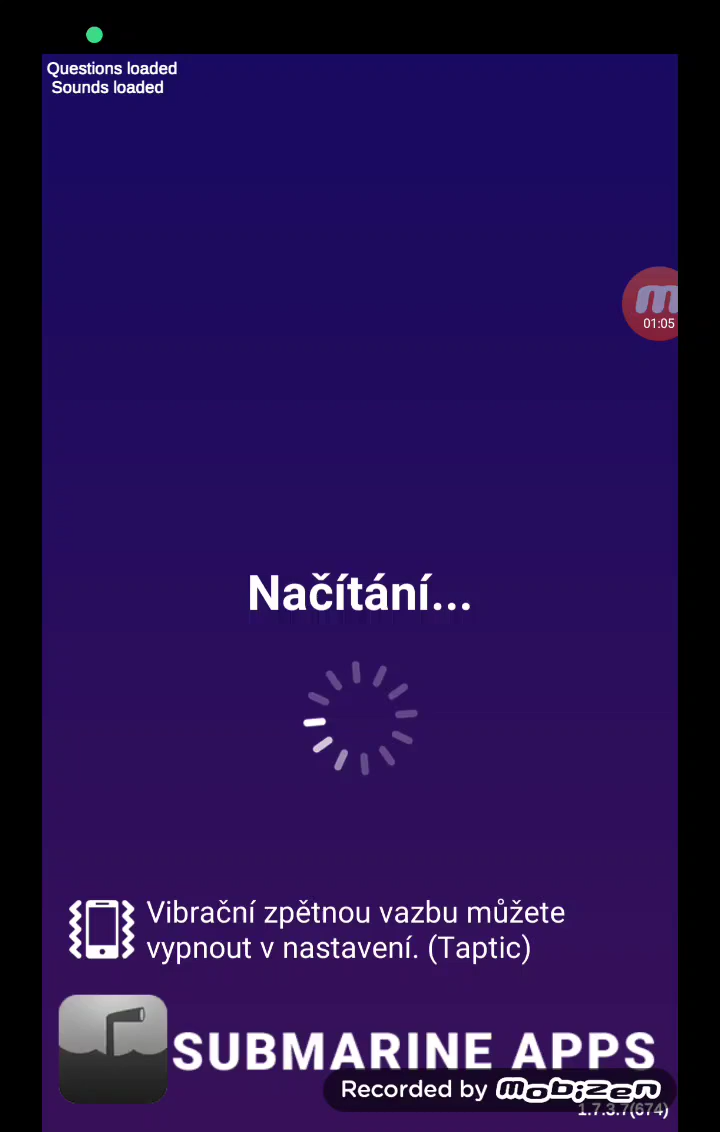 Questions loaded
Sounds loaded
m
01:05
Načítání...
Vibrační zpětnou vazbu můžete
vypnout v nastavení. (Taptic)
SUBMARINE APPS
Recorded by mobizen
1.7.3.7(674)